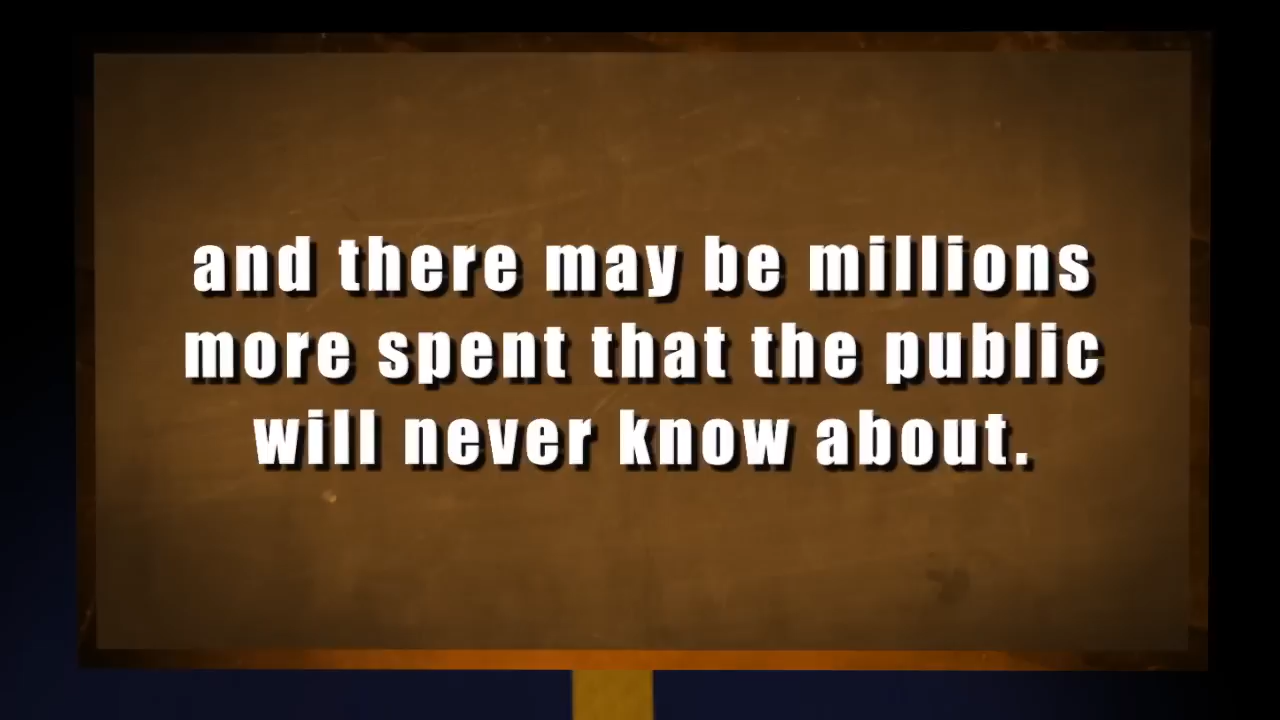 and there may be millions
more spent that the public
will never know about.